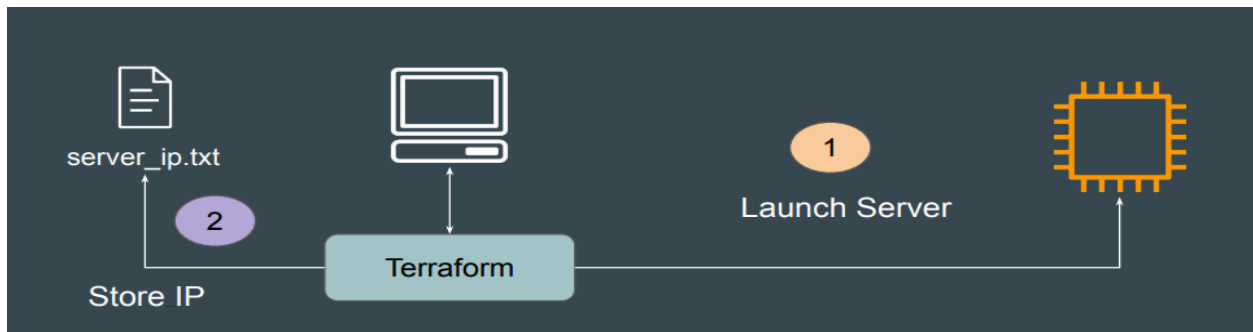 server_ip.txt
1
Launch Server
2
Terraform
Store IP